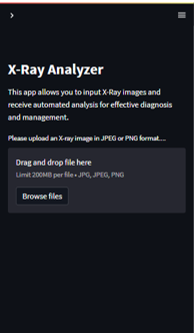 X-Ray Analyzer
This app allows you to input X-Ray images and
receive automated analysis for effective diagnosis
and management.
Please upload an X-ray image in JPEG or PNG format....
Drag and drop file here
Limit 200MB per file • JPG, JPEG, PNG
Browse files